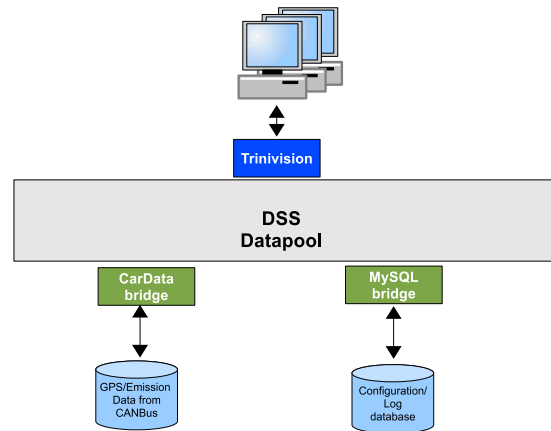 Trinivision
DSS
Datapool
CarData
bridge
MySQL
bridge
GPS/Emission
Data from
CANBus
Configuration/
Log
database